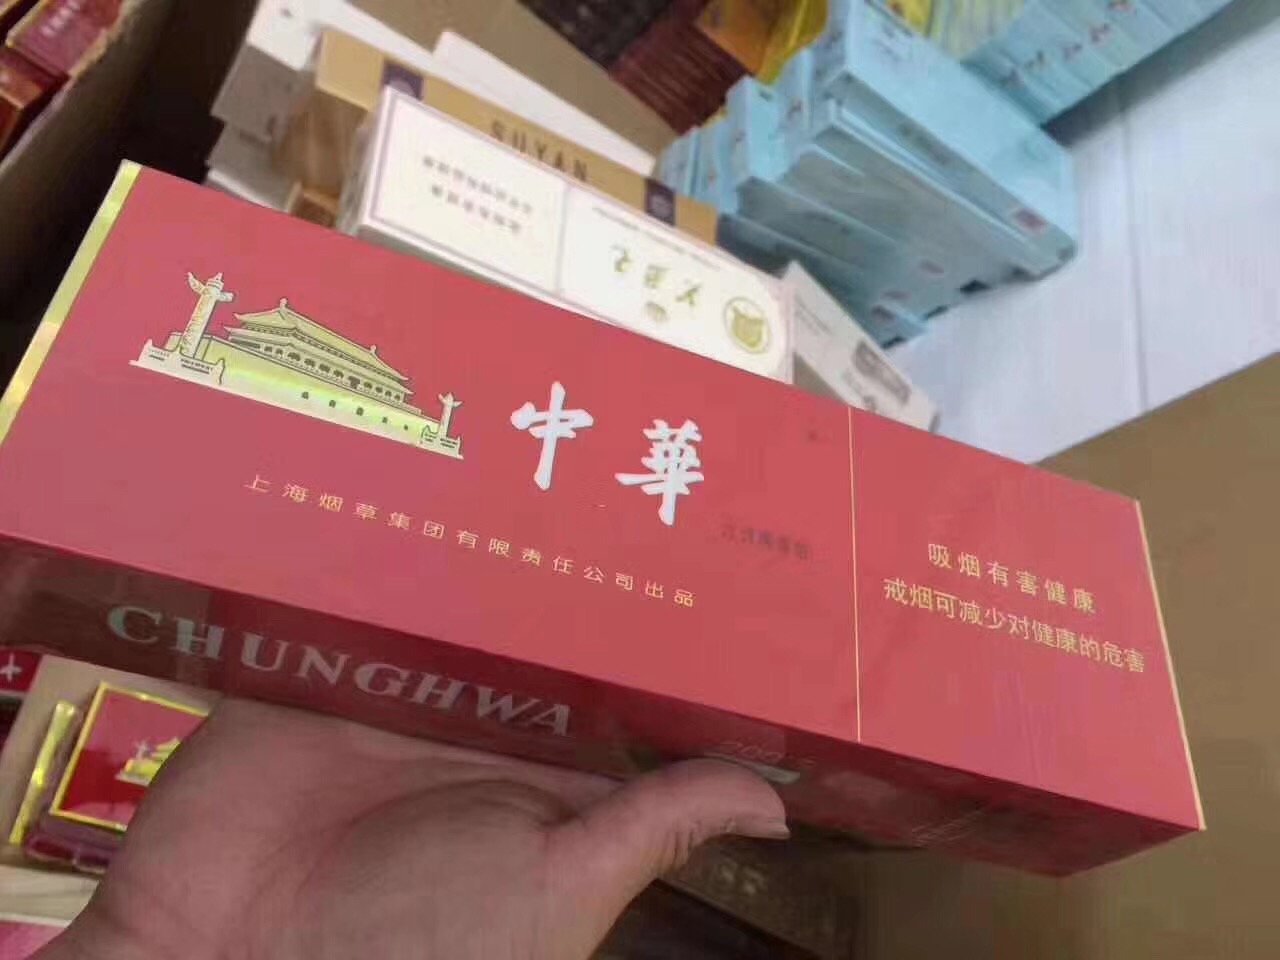 SUYAN
中華
上海烟草集团有限责任公司出品
吸烟有害健康
戒烟可减少对健康的危害
CHUNGHWA